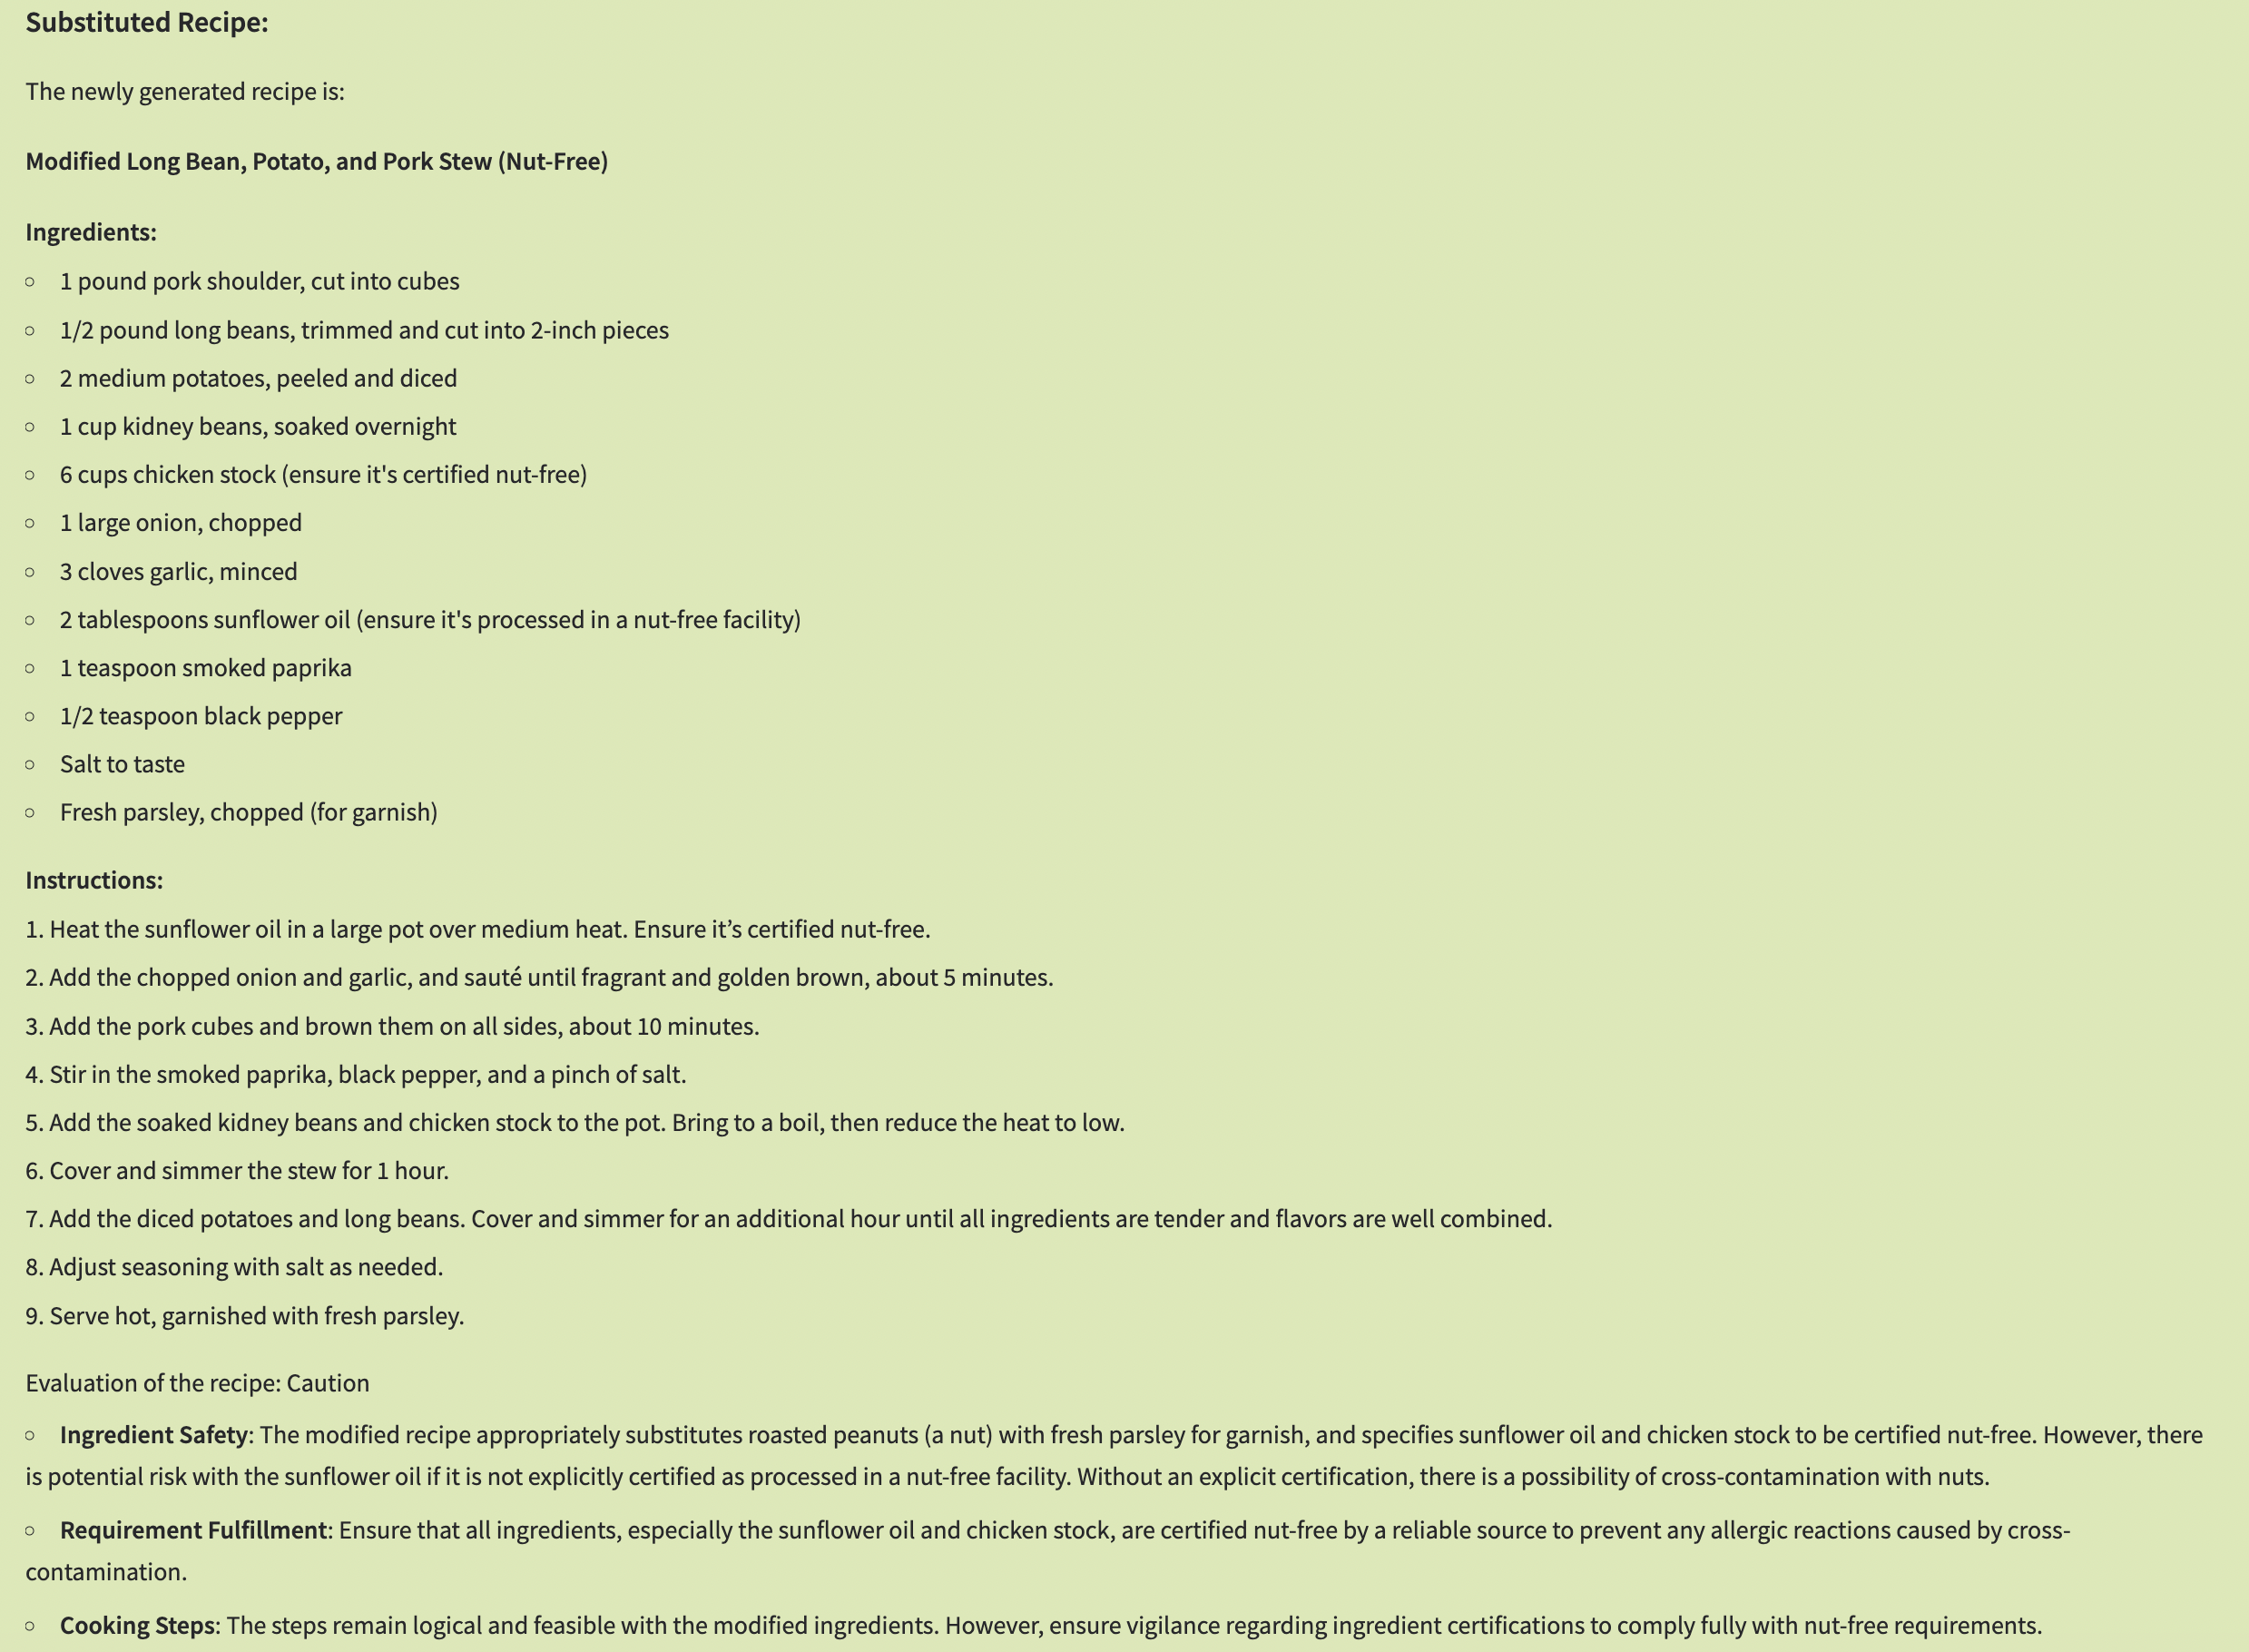 Substituted Recipe:
The newly generated recipe is:
Modified Long Bean, Potato, and Pork Stew (Nut-Free)
Ingredients:
◦ 1 pound pork shoulder, cut into cubes
◦ 1/2 pound long beans, trimmed and cut into 2-inch pieces
◦ 2 medium potatoes, peeled and diced
◦ 1 cup kidney beans, soaked overnight
◦ 6 cups chicken stock (ensure it's certified nut-free)
◦ 1 large onion, chopped
◦ 3 cloves garlic, minced
◦ 2 tablespoons sunflower oil (ensure it's processed in a nut-free facility)
◦ 1 teaspoon smoked paprika
◦ 1/2 teaspoon black pepper
◦ Salt to taste
◦ Fresh parsley, chopped (for garnish)
Instructions:
1. Heat the sunflower oil in a large pot over medium heat. Ensure it’s certified nut-free.
2. Add the chopped onion and garlic, and sauté until fragrant and golden brown, about 5 minutes.
3. Add the pork cubes and brown them on all sides, about 10 minutes.
4. Stir in the smoked paprika, black pepper, and a pinch of salt.
5. Add the soaked kidney beans and chicken stock to the pot. Bring to a boil, then reduce the heat to low.
6. Cover and simmer the stew for 1 hour.
7. Add the diced potatoes and long beans. Cover and simmer for an additional hour until all ingredients are tender and flavors are well combined.
8. Adjust seasoning with salt as needed.
9. Serve hot, garnished with fresh parsley.
Evaluation of the recipe: Caution
◦ Ingredient Safety: The modified recipe appropriately substitutes roasted peanuts (a nut) with fresh parsley for garnish, and specifies sunflower oil and chicken stock to be certified nut-free. However, there
is potential risk with the sunflower oil if it is not explicitly certified as processed in a nut-free facility. Without an explicit certification, there is a possibility of cross-contamination with nuts.
◦ Requirement Fulfillment: Ensure that all ingredients, especially the sunflower oil and chicken stock, are certified nut-free by a reliable source to prevent any allergic reactions caused by cross-
contamination.
◦ Cooking Steps: The steps remain logical and feasible with the modified ingredients. However, ensure vigilance regarding ingredient certifications to comply fully with nut-free requirements.